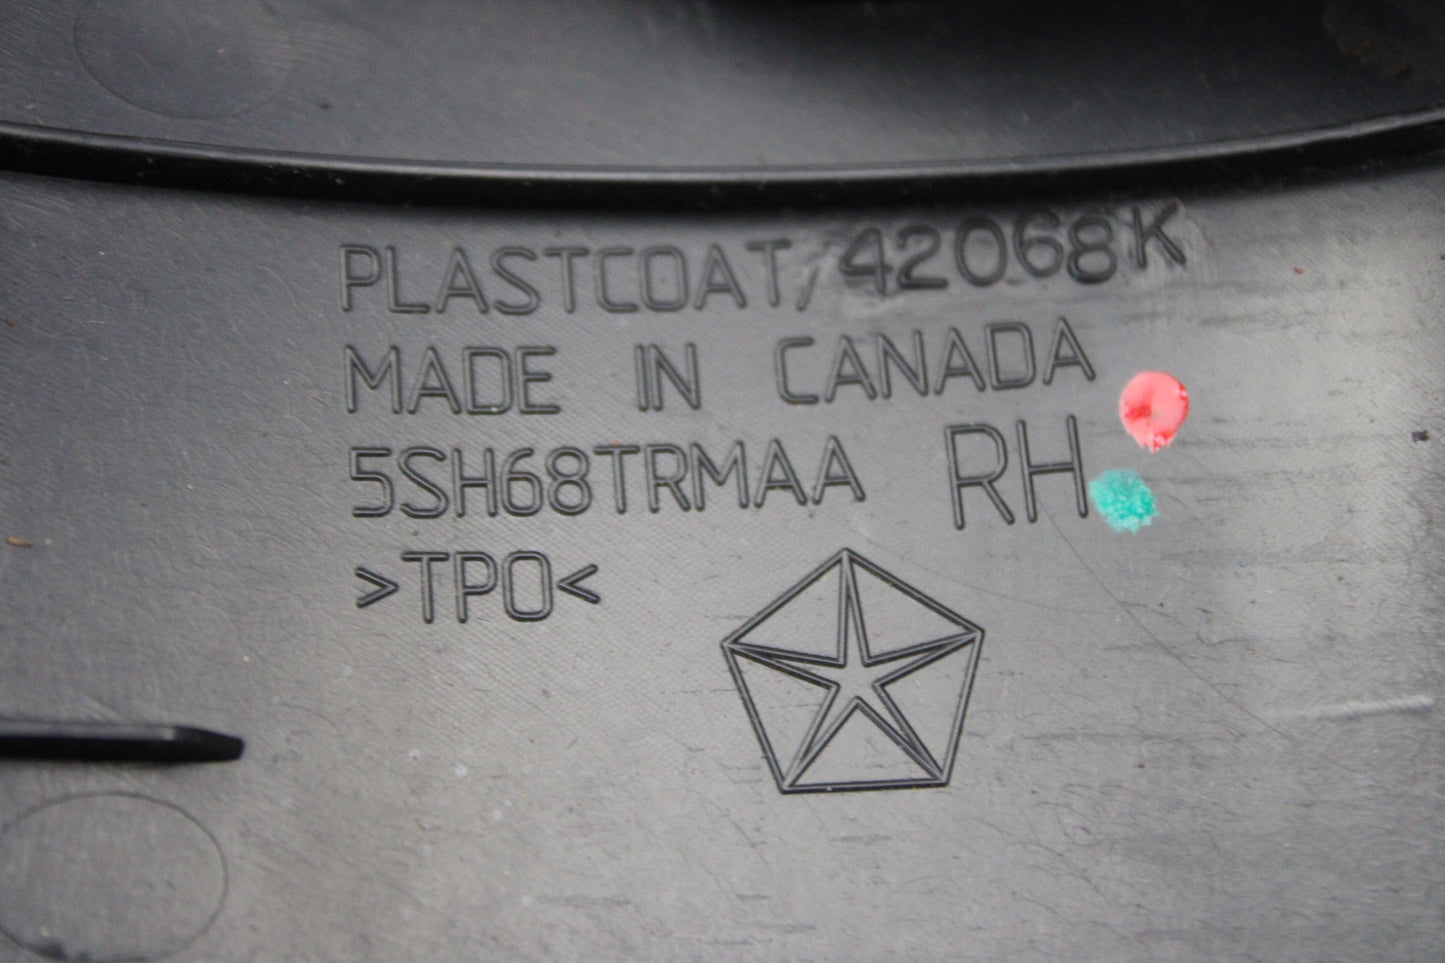 PLASTCOAT/42068K
MADE IN CANADA
5SH68TRMAA RH
>TPO<